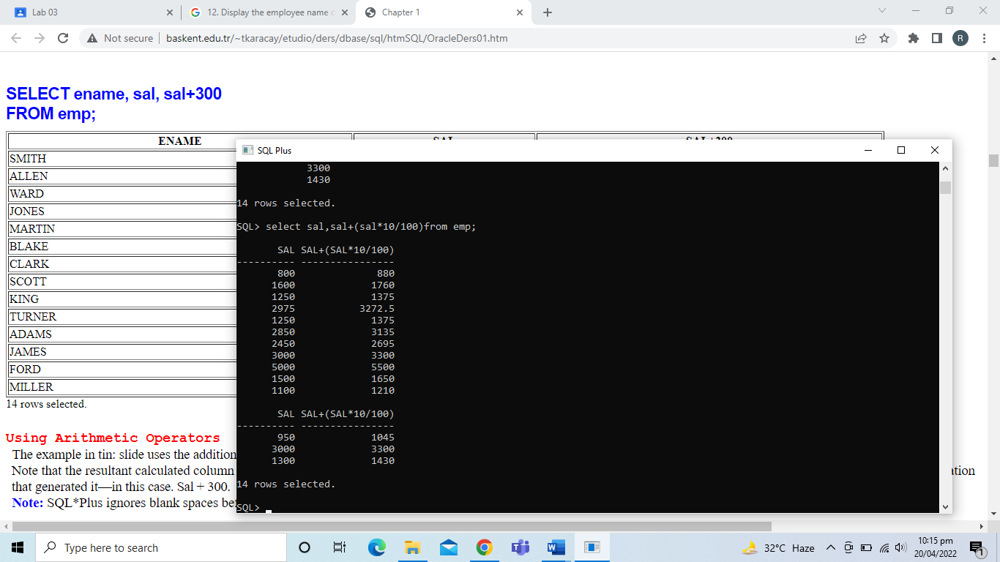 Lab 03
12. Display the employee name
Chapter 1
Not secure
baskent.edu.tr/~tkaracay/etudio/ders/dbase/sql/htmSQL/OracleDers01.htm
R
SELECT ename, sal, sal+300
FROM emp;
ENAME
SMITH
ALLEN
WARD
JONES
MARTIN
BLAKE
CLARK
SCOTT
KING
TURNER
ADAMS
JAMES
FORD
MILLER
14 rows selected.
Using Arithmetic Operators
The example in tin: slide uses the addition
Note that the resultant calculated column
that generated it—in this case. Sal + 300.
Note: SQL*Plus ignores blank spaces
SQL Plus
3300
1430
14 rows selected.
SQL> select sal,sal+(sal*10/100)from emp;
SAL SAL+(SAL*10/100)
---------- ----------------
800 880
1600 1760
1250 1375
2975 3272.5
1250 1375
2850 3135
2450 2695
3000 3300
5000 5500
1500 1650
1100 1210
SAL SAL+(SAL*10/100)
---------- ----------------
950 1045
3000 3300
1300 1430
14 rows selected.
SQL>
Type here to search
32°C Haze
10:15 pm
20/04/2022
1